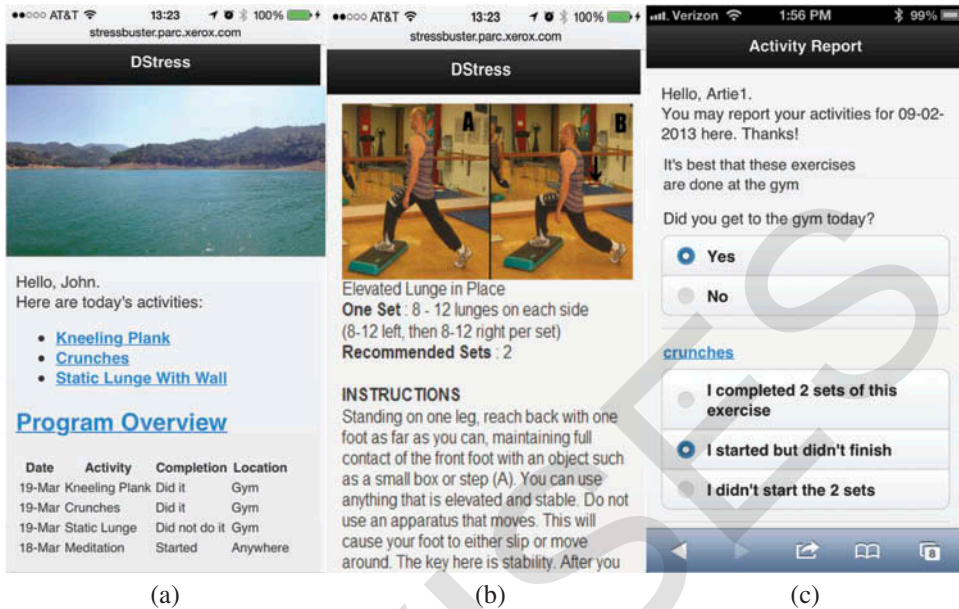 AT&T 13:23 100%
stressbuster.parc.xerox.com
DStress
Hello, John.
Here are today's activities:
• Kneeling Plank
• Crunches
• Static Lunge With Wall
Program Overview
Date Activity Completion Location
19-Mar Kneeling Plank Did it Gym
19-Mar Crunches Did it Gym
19-Mar Static Lunge Did not do it Gym
18-Mar Meditation Started Anywhere
(a)
AT&T 13:23 100%
stressbuster.parc.xerox.com
DStress
A B
Elevated Lunge in Place
One Set : 8 - 12 lunges on each side
(8-12 left, then 8-12 right per set)
Recommended Sets : 2
INSTRUCTIONS
Standing on one leg, reach back with one
foot as far as you can, maintaining full
contact of the front foot with an object such
as a small box or step (A). You can use
anything that is elevated and stable. Do not
use an apparatus that moves. This will
cause your foot to either slip or move
around. The key here is stability. After you
(b)
Verizon 1:56 PM 99%
Activity Report
Hello, Artie1.
You may report your activities for 09-02-
2013 here. Thanks!
It's best that these exercises
are done at the gym
Did you get to the gym today?
Yes
No
crunches
I completed 2 sets of this
exercise
I started but didn't finish
I didn't start the 2 sets
8
(c)